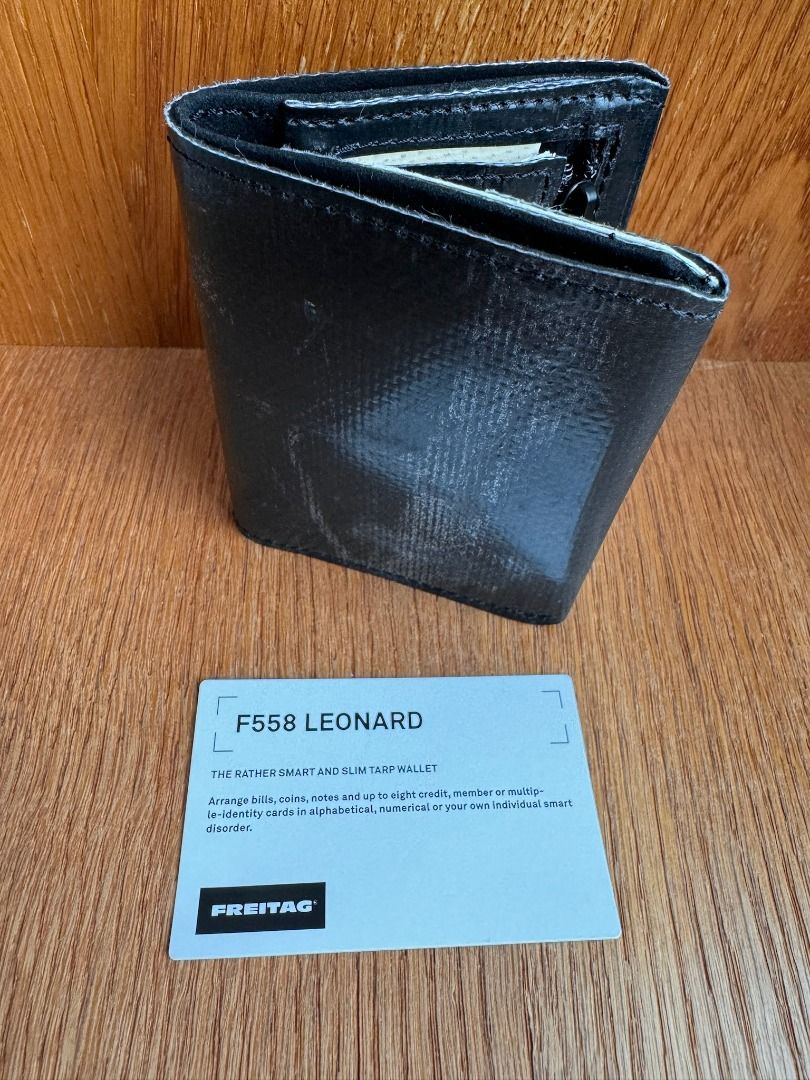 F558 LEONARD
THE RATHER SMART AND SLIM TARP WALLET
Arrange bills, coins, notes and up to eight credit, member or multip-
le-identity cards in alphabetical, numerical or your own individual smart
disorder.
FREITAG®